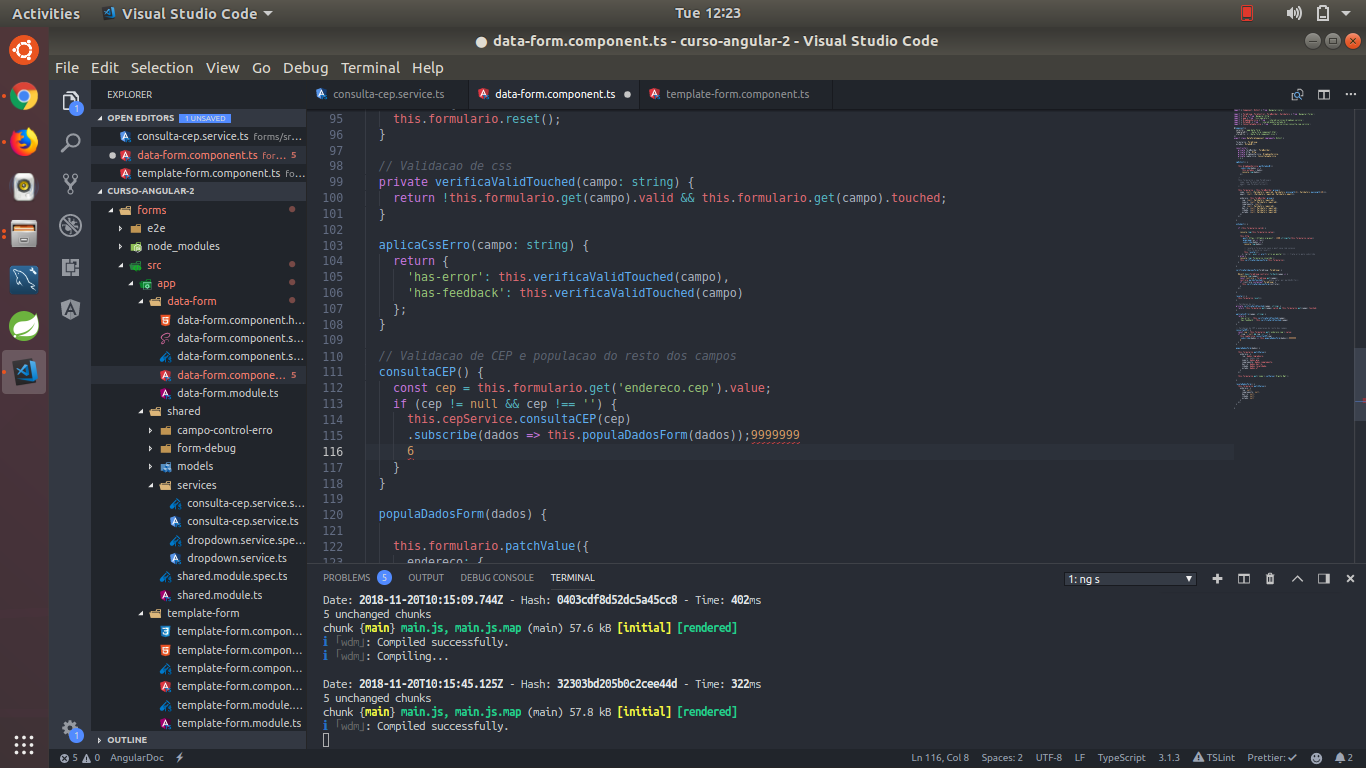 Activities
Visual Studio Code
Tue 12:23
● data-form.component.ts - curso-angular-2 - Visual Studio Code
File Edit Selection View Go Debug Terminal Help
EXPLORER
OPEN EDITORS 1 UNSAVED
consulta-cep.service.ts forms/sr...
data-form.component.ts for... 5
template-form.component.ts fo...
CURSO-ANGULAR-2
forms
e2e
node_modules
src
app
data-form
data-form.component.h...
data-form.component.s...
data-form.component.s...
data-form.compone... 5
data-form.module.ts
shared
campo-control-erro
form-debug
models
services
consulta-cep.service.s...
consulta-cep.service.ts
dropdown.service.spe...
dropdown.service.ts
shared.module.spec.ts
shared.module.ts
template-form
template-form.compon...
template-form.compon...
template-form.compon...
template-form.compon...
template-form.module....
template-form.module.ts
OUTLINE
1
1
consulta-cep.service.ts
data-form.component.ts
template-form.component.ts
95 this.formulario.reset();
96 }
97
98 // Validacao de css
99 private verificaValidTouched(campo: string) {
100 return !this.formulario.get(campo).valid && this.formulario.get(campo).touched;
101 }
102
103 aplicaCssErro(campo: string) {
104 return {
105 'has-error': this.verificaValidTouched(campo),
106 'has-feedback': this.verificaValidTouched(campo)
107 };
108 }
109
110 // Validacao de CEP e populacao do resto dos campos
111 consultaCEP() {
112 const cep = this.formulario.get('endereco.cep').value;
113 if (cep != null && cep !== '') {
114 this.cepService.consultaCEP(cep)
115 .subscribe(dados => this.populaDadosForm(dados));9999999
116 6
117 }
118 }
119
120 populaDadosForm(dados) {
121
122 this.formulario.patchValue({
123 endereco: {
PROBLEMS 5 OUTPUT DEBUG CONSOLE TERMINAL
1: ng s
Date: 2018-11-20T10:15:09.744Z - Hash: 0403cdf8d52dc5a45cc8 - Time: 402ms
5 unchanged chunks
chunk {main} main.js, main.js.map (main) 57.6 kB [initial] [rendered]
ℹ ｢wdm｣: Compiled successfully.
ℹ ｢wdm｣: Compiling...
Date: 2018-11-20T10:15:45.125Z - Hash: 32303bd205b0c2cee44d - Time: 322ms
5 unchanged chunks
chunk {main} main.js, main.js.map (main) 57.8 kB [initial] [rendered]
ℹ ｢wdm｣: Compiled successfully.
5 0 AngularDoc
Ln 116, Col 8 Spaces: 2 UTF-8 LF TypeScript 3.1.3 TSLint Prettier: ✓ 2